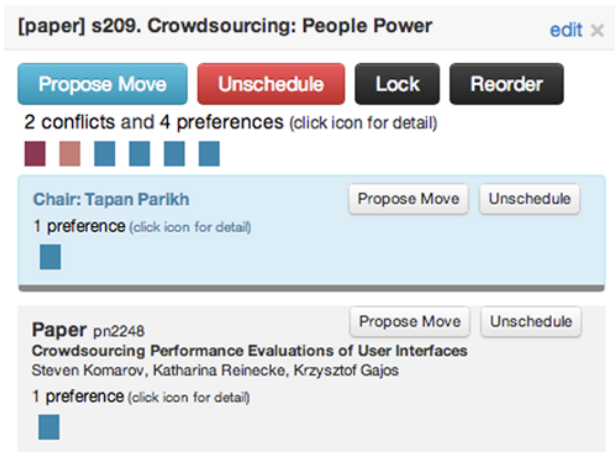 [paper] s209. Crowdsourcing: People Power edit ×
Propose Move Unschedule Lock Reorder
2 conflicts and 4 preferences (click icon for detail)
Chair: Tapan Parikh Propose Move Unschedule
1 preference (click icon for detail)
Paper pn2248 Propose Move Unschedule
Crowdsourcing Performance Evaluations of User Interfaces
Steven Komarov, Katharina Reinecke, Krzysztof Gajos
1 preference (click icon for detail)